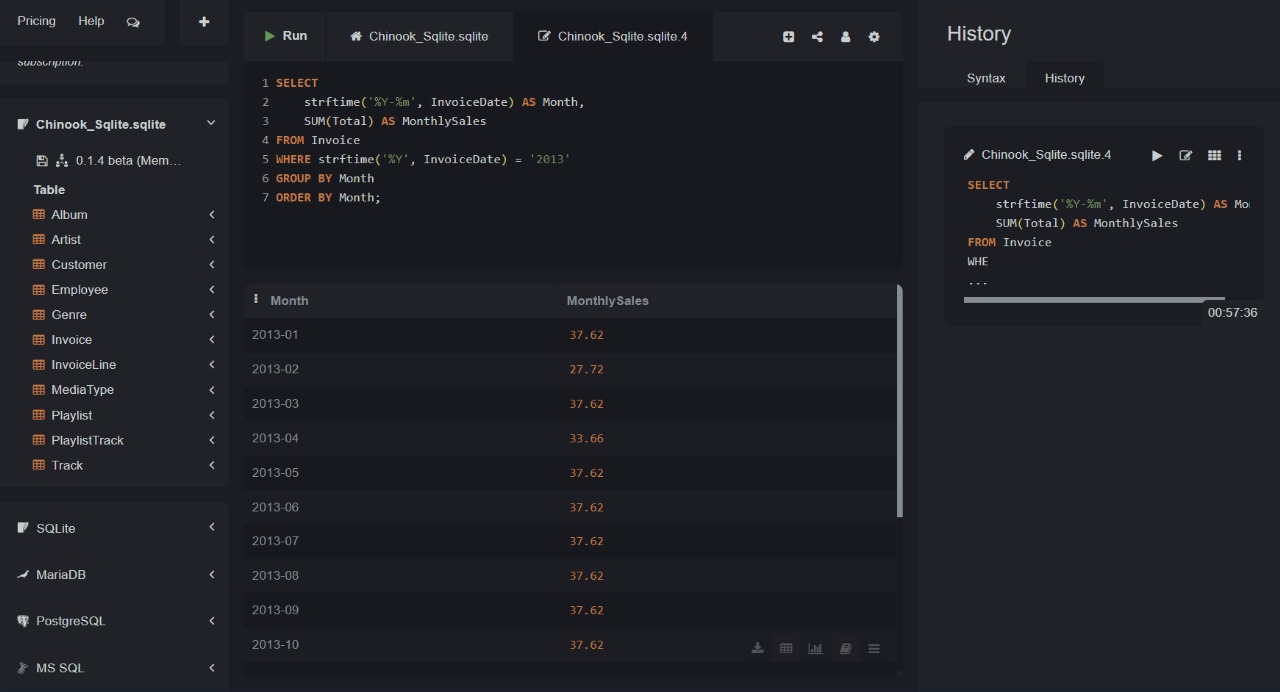 Pricing
Help
subscription.
Chinook_Sqlite.sqlite
0.1.4 beta (Mem...
Table
Album
Artist
Customer
Employee
Genre
Invoice
InvoiceLine
MediaType
Playlist
PlaylistTrack
Track
SQLite
MariaDB
PostgreSQL
MS SQL
Run
Chinook_Sqlite.sqlite
Chinook_Sqlite.sqlite.4
1 SELECT
2 strftime('%Y-%m', InvoiceDate) AS Month,
3 SUM(Total) AS MonthlySales
4 FROM Invoice
5 WHERE strftime('%Y', InvoiceDate) = '2013'
6 GROUP BY Month
7 ORDER BY Month;
Month MonthlySales
2013-01 37.62
2013-02 27.72
2013-03 37.62
2013-04 33.66
2013-05 37.62
2013-06 37.62
2013-07 37.62
2013-08 37.62
2013-09 37.62
2013-10 37.62
History
Syntax
History
Chinook_Sqlite.sqlite.4
SELECT
strftime('%Y-%m', InvoiceDate) AS Mo
SUM(Total) AS MonthlySales
FROM Invoice
WHE
...
00:57:36